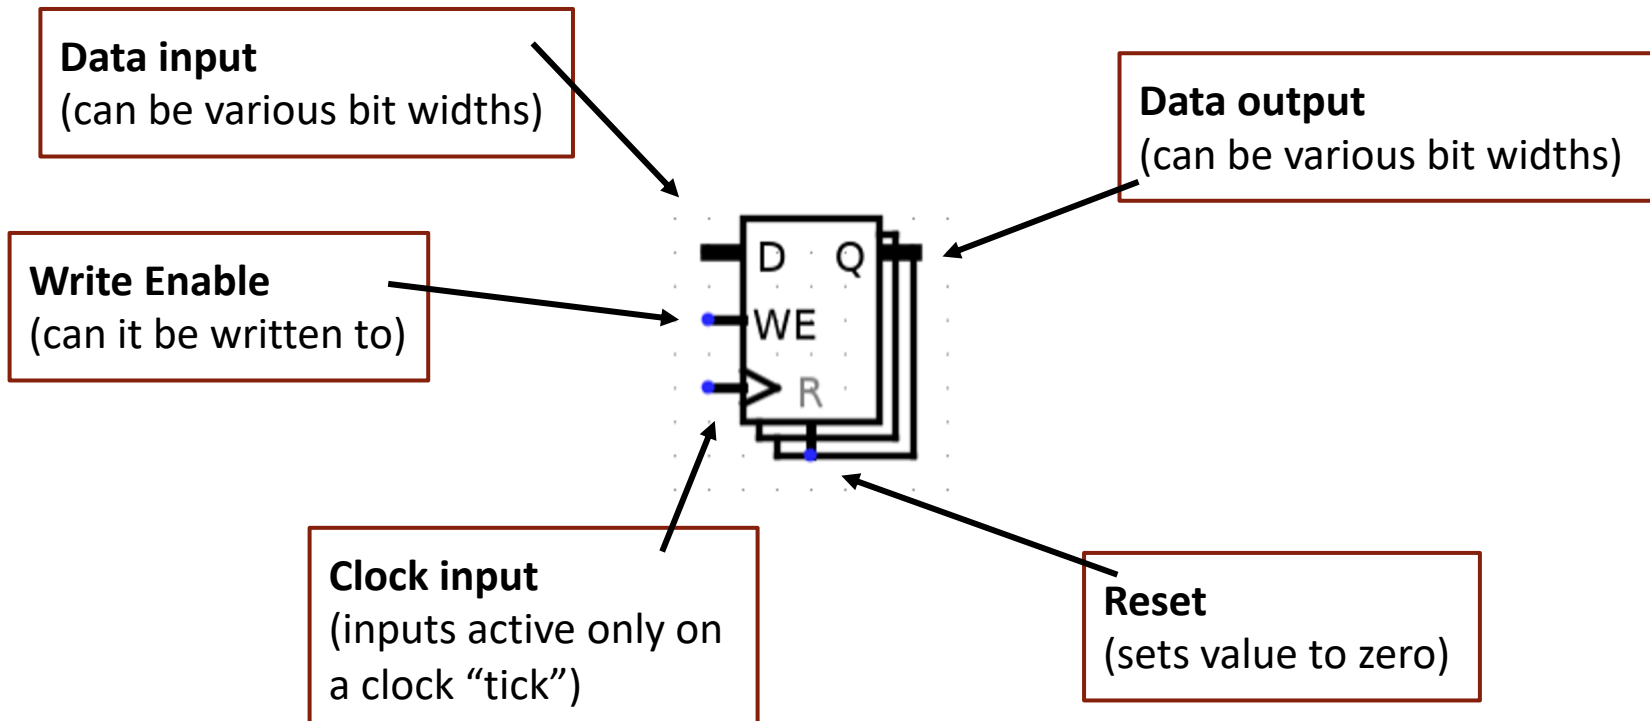 Data input
(can be various bit widths)
Data output
(can be various bit widths)
Write Enable
(can it be written to)
D Q
WE
R
Clock input
(inputs active only on
a clock “tick”)
Reset
(sets value to zero)